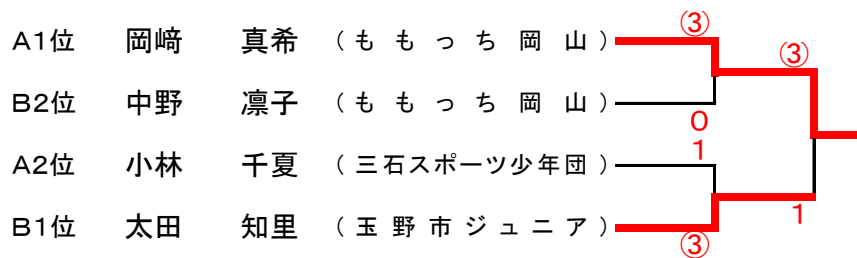 A1位 岡﨑 真希 (ももっち岡山) ③
③
B2位 中野 凛子 (ももっち岡山) 0
A2位 小林 千夏 (三石スポーツ少年団) 1
1
B1位 太田 知里 (玉野市ジュニア) ③